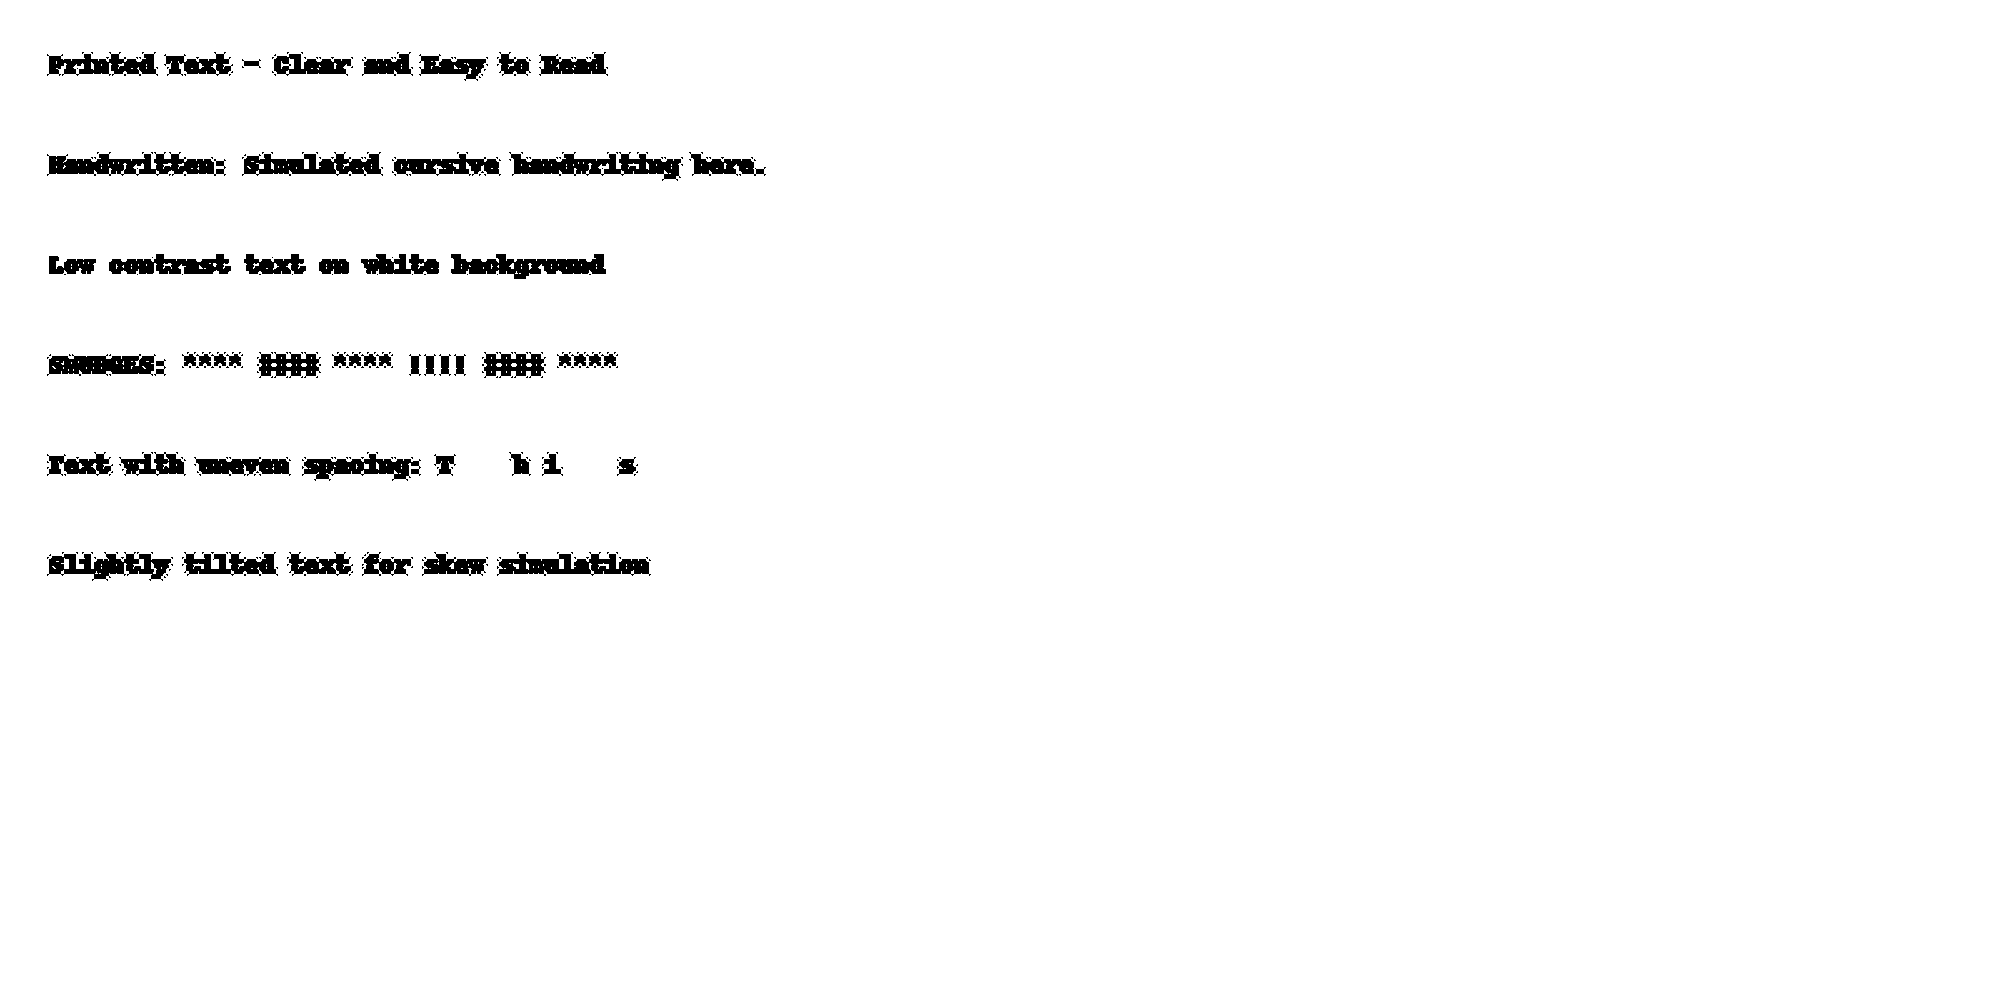 Printed Text - Clear and Easy to Read
Handwritten: Simulated cursive handwriting here.
Low contrast text on white background
SMUDGES: **** #### **** !!!! #### ****
Text with uneven spacing: T    h i    s
Slightly tilted text for skew simulation